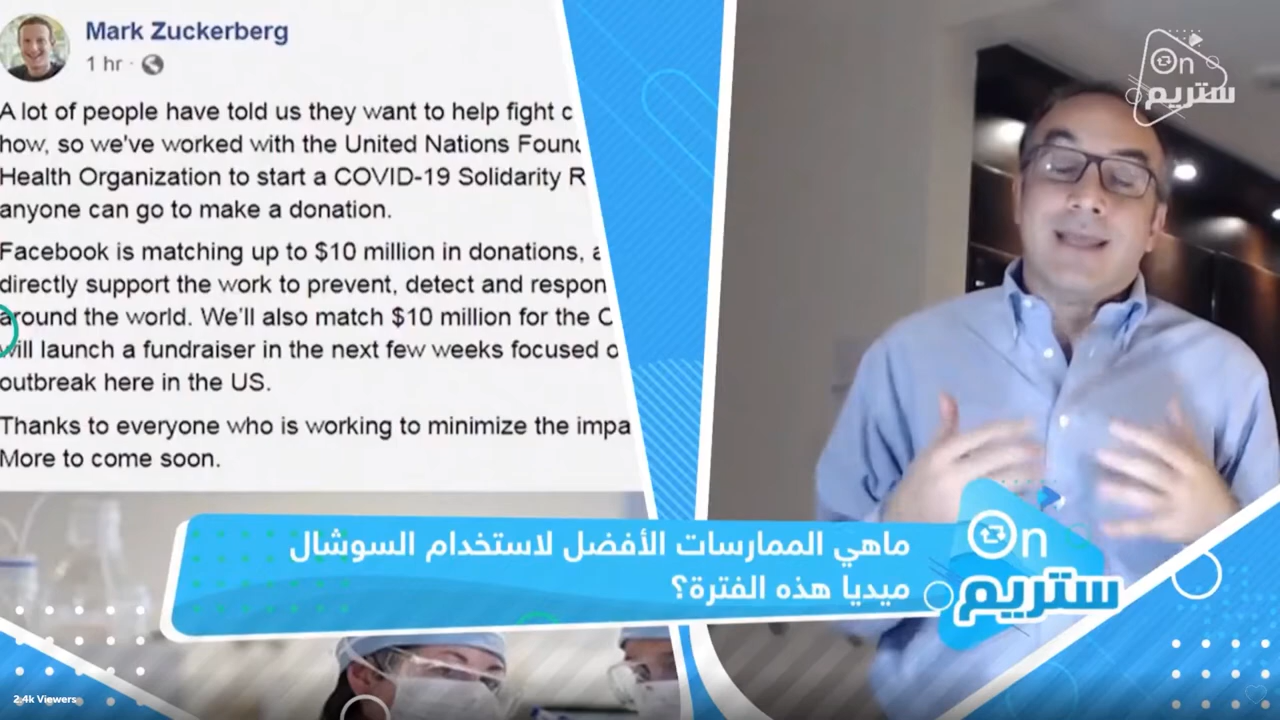 Mark Zuckerberg
1 hr
A lot of people have told us they want to help fight c
how, so we've worked with the United Nations Found
Health Organization to start a COVID-19 Solidarity R
anyone can go to make a donation.
Facebook is matching up to $10 million in donations, a
directly support the work to prevent, detect and respon
around the world. We'll also match $10 million for the C
will launch a fundraiser in the next few weeks focused o
outbreak here in the US.
Thanks to everyone who is working to minimize the impa
More to come soon.
On
ستريم
ماهي الممارسات الأفضل لاستخدام السوشال
ميديا هذه الفترة؟
On
ستريم
2.4k Viewers